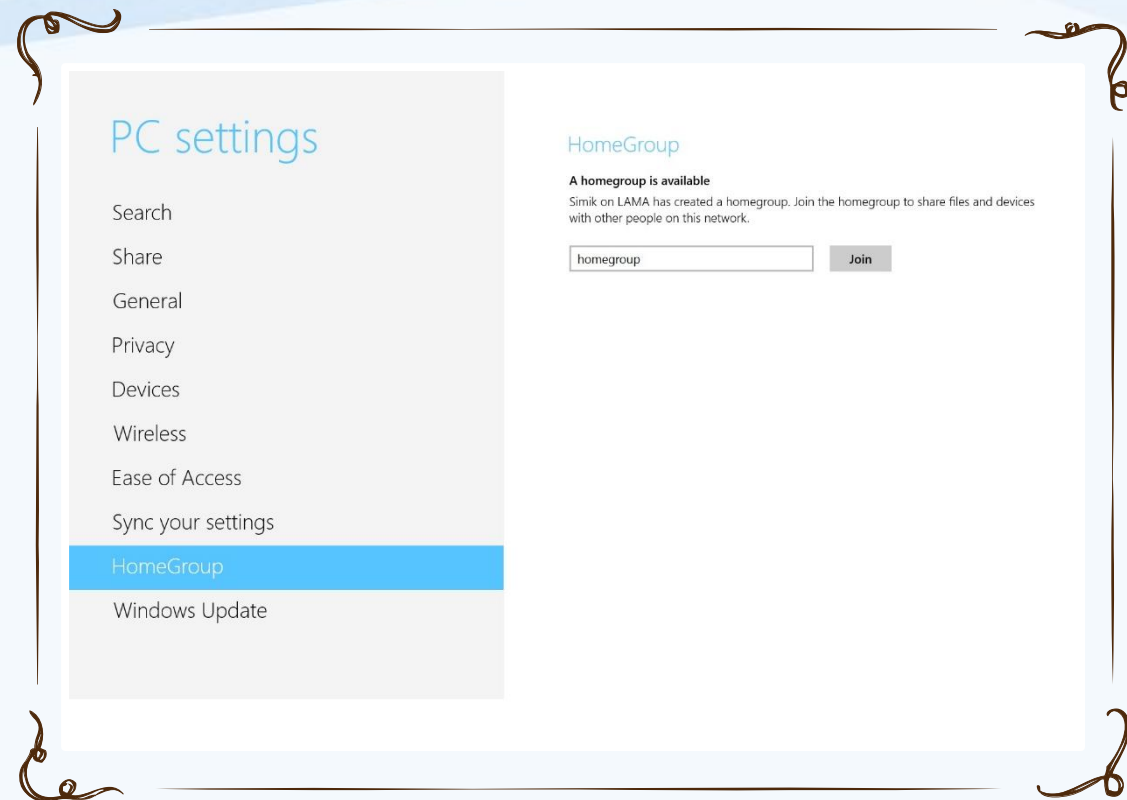 PC settings
Search
Share
General
Privacy
Devices
Wireless
Ease of Access
Sync your settings
HomeGroup
Windows Update
HomeGroup
A homegroup is available
Simik on LAMA has created a homegroup. Join the homegroup to share files and devices
with other people on this network.
homegroup
Join